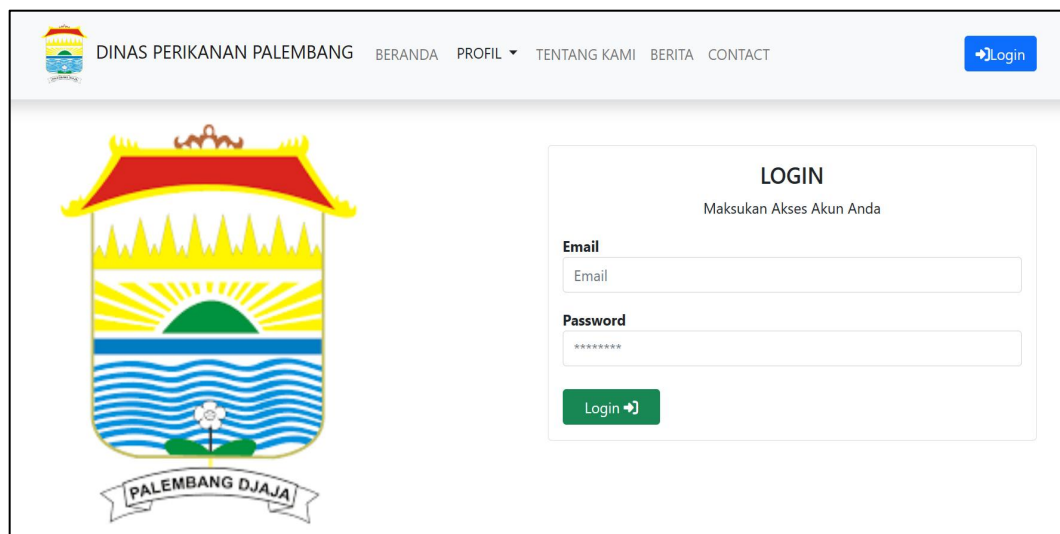 DINAS PERIKANAN PALEMBANG BERANDA PROFIL TENTANG KAMI BERITA CONTACT Login
LOGIN
Maksukan Akses Akun Anda
Email
Email
Password
********
Login
PALEMBANG DJAJA